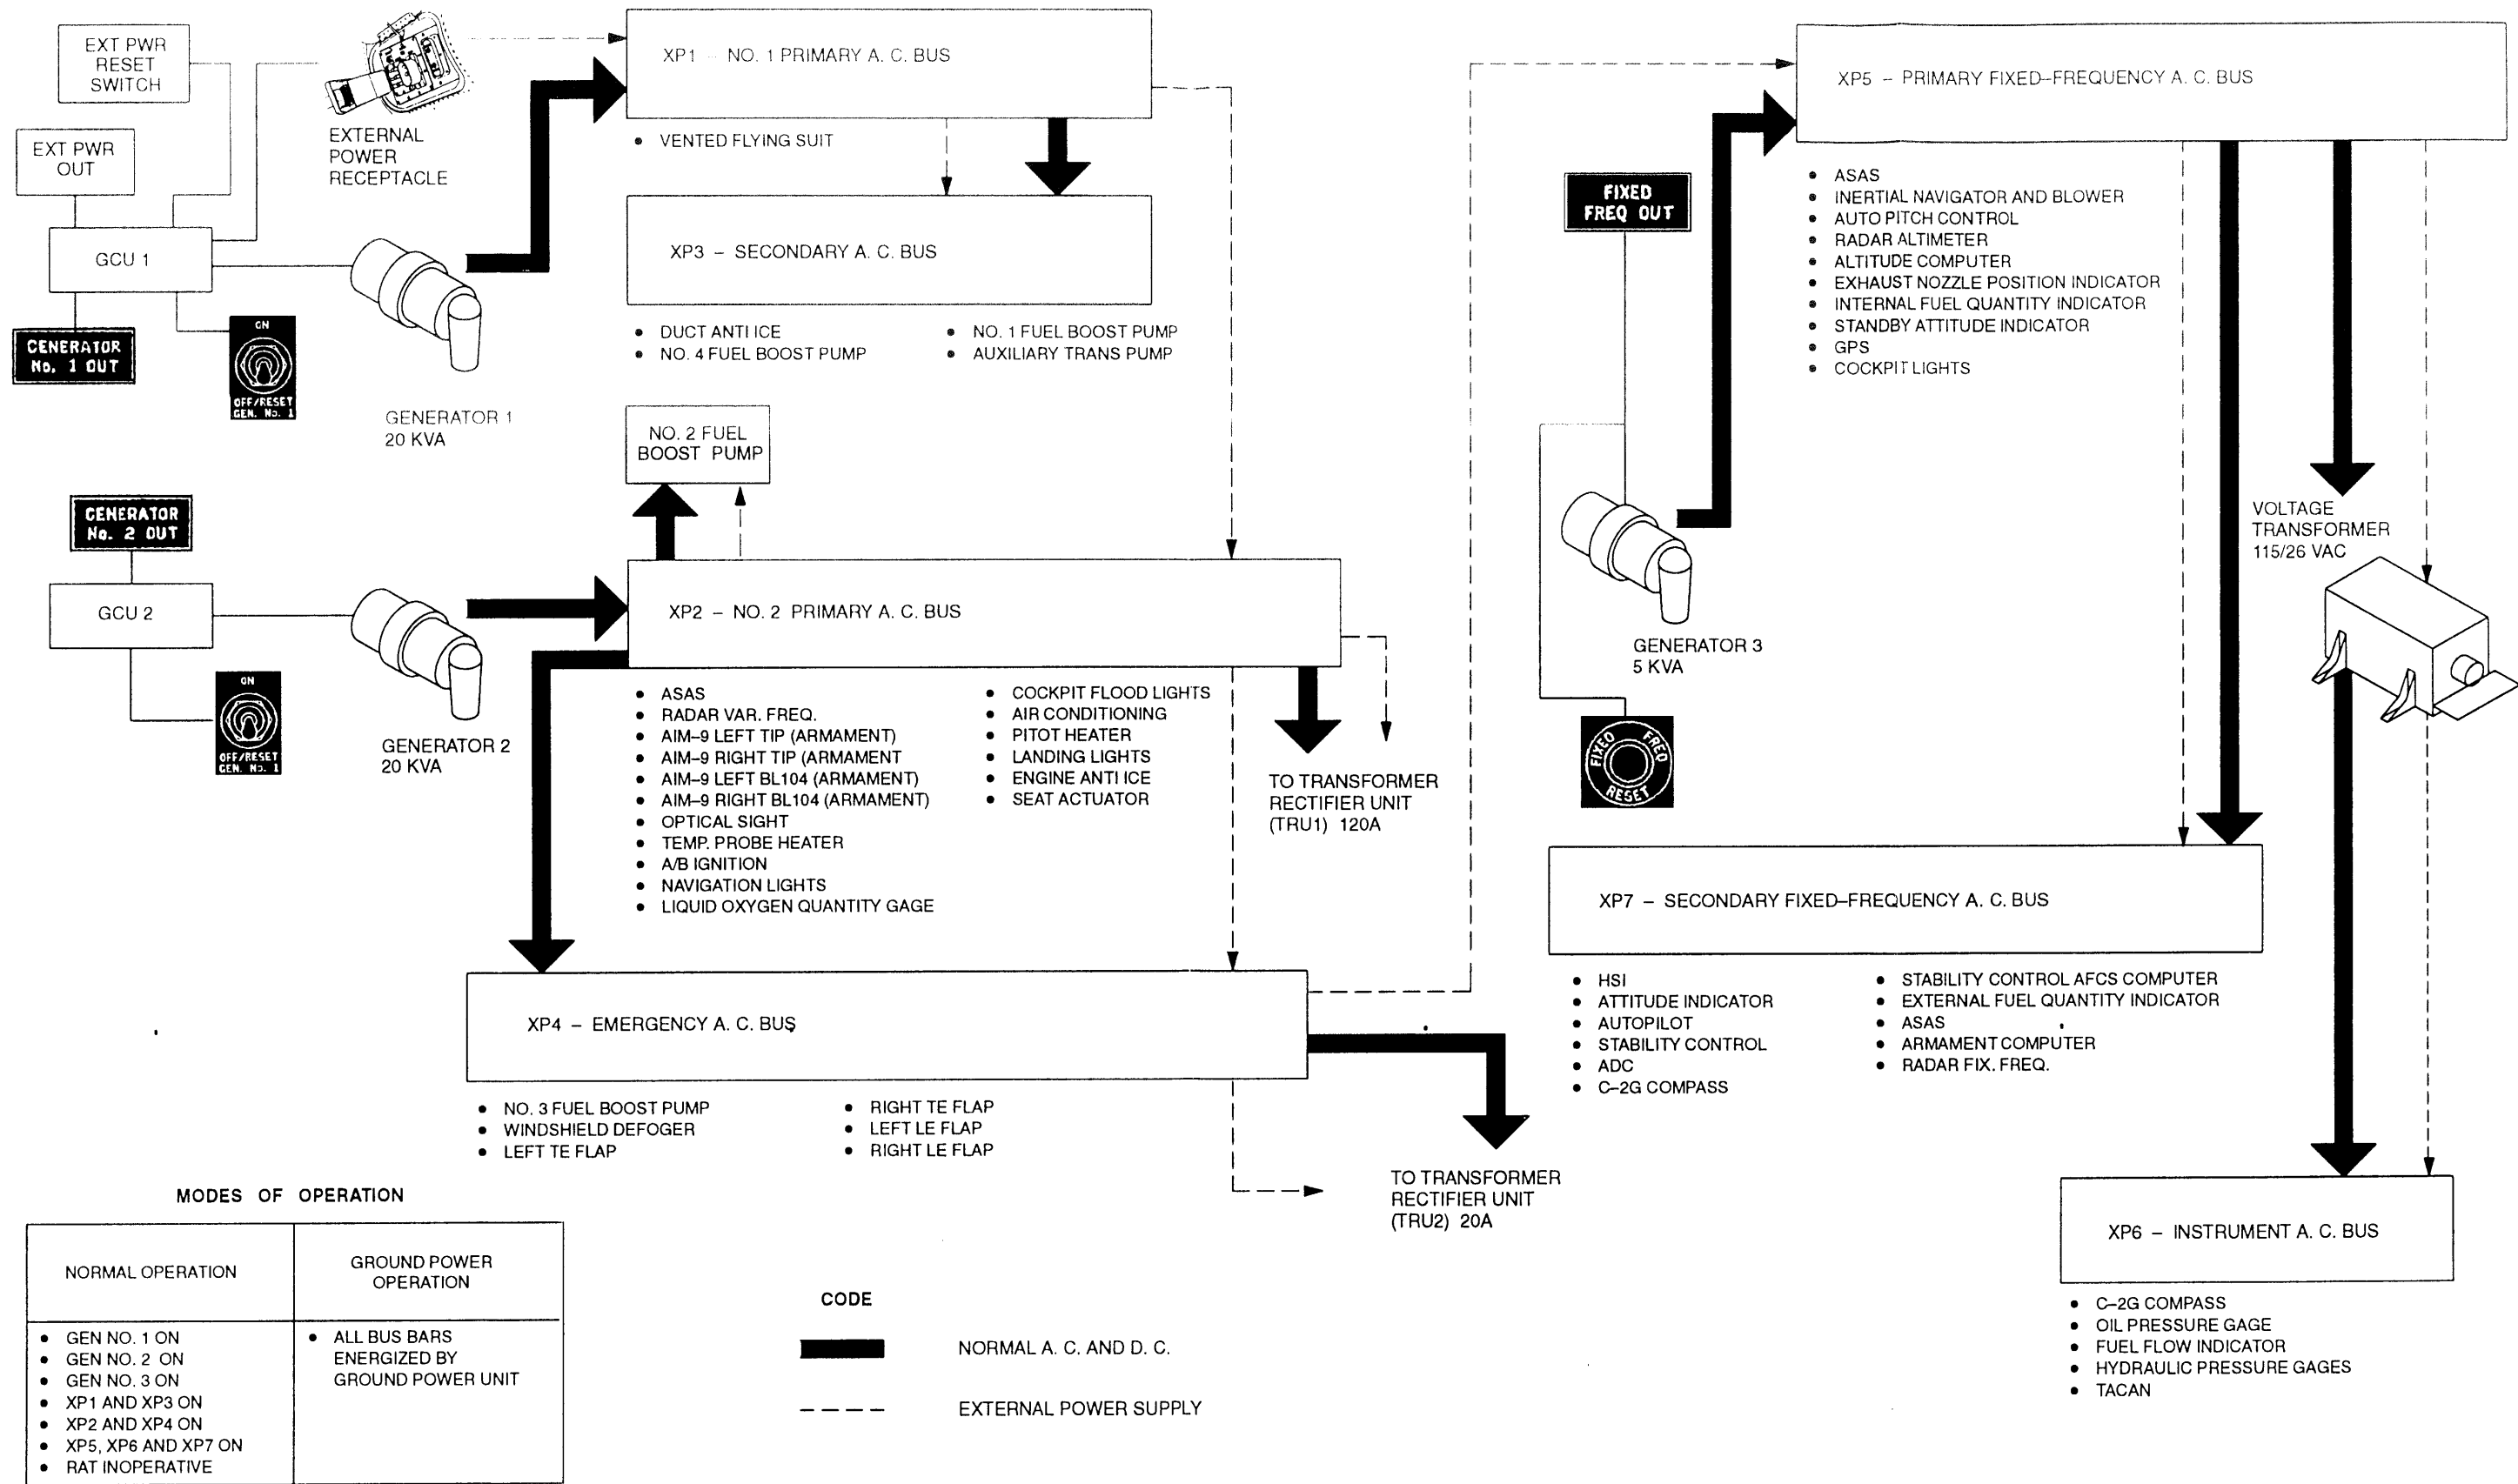 EXT PWR
RESET
SWITCH
EXT PWR
OUT
GCU 1
GENERATOR
No. 1 OUT
ON
OFF/RESET
GEN. No. 1
EXTERNAL
POWER
RECEPTACLE
GENERATOR 1
20 KVA
XP1 – NO. 1 PRIMARY A. C. BUS
• VENTED FLYING SUIT
XP3 – SECONDARY A. C. BUS
• DUCT ANTI ICE
• NO. 4 FUEL BOOST PUMP
• NO. 1 FUEL BOOST PUMP
• AUXILIARY TRANS PUMP
NO. 2 FUEL
BOOST PUMP
GENERATOR
No. 2 OUT
GCU 2
ON
OFF/RESET
GEN. No. 1
GENERATOR 2
20 KVA
XP2 – NO. 2 PRIMARY A. C. BUS
• ASAS
• RADAR VAR. FREQ.
• AIM–9 LEFT TIP (ARMAMENT)
• AIM–9 RIGHT TIP (ARMAMENT
• AIM–9 LEFT BL104 (ARMAMENT)
• AIM–9 RIGHT BL104 (ARMAMENT)
• OPTICAL SIGHT
• TEMP. PROBE HEATER
• A/B IGNITION
• NAVIGATION LIGHTS
• LIQUID OXYGEN QUANTITY GAGE
• COCKPIT FLOOD LIGHTS
• AIR CONDITIONING
• PITOT HEATER
• LANDING LIGHTS
• ENGINE ANTI ICE
• SEAT ACTUATOR
TO TRANSFORMER
RECTIFIER UNIT
(TRU1) 120A
XP4 – EMERGENCY A. C. BUS
• NO. 3 FUEL BOOST PUMP
• WINDSHIELD DEFOGER
• LEFT TE FLAP
• RIGHT TE FLAP
• LEFT LE FLAP
• RIGHT LE FLAP
TO TRANSFORMER
RECTIFIER UNIT
(TRU2) 20A
XP5 – PRIMARY FIXED–FREQUENCY A. C. BUS
• ASAS
• INERTIAL NAVIGATOR AND BLOWER
• AUTO PITCH CONTROL
• RADAR ALTIMETER
• ALTITUDE COMPUTER
• EXHAUST NOZZLE POSITION INDICATOR
• INTERNAL FUEL QUANTITY INDICATOR
• STANDBY ATTITUDE INDICATOR
• GPS
• COCKPIT LIGHTS
FIXED
FREQ OUT
GENERATOR 3
5 KVA
FIXED FREQ
RESET
VOLTAGE
TRANSFORMER
115/26 VAC
XP7 – SECONDARY FIXED–FREQUENCY A. C. BUS
• HSI
• ATTITUDE INDICATOR
• AUTOPILOT
• STABILITY CONTROL
• ADC
• C–2G COMPASS
• STABILITY CONTROL AFCS COMPUTER
• EXTERNAL FUEL QUANTITY INDICATOR
• ASAS
• ARMAMENT COMPUTER
• RADAR FIX. FREQ.
XP6 – INSTRUMENT A. C. BUS
• C–2G COMPASS
• OIL PRESSURE GAGE
• FUEL FLOW INDICATOR
• HYDRAULIC PRESSURE GAGES
• TACAN
MODES OF OPERATION
NORMAL OPERATION
• GEN NO. 1 ON
• GEN NO. 2 ON
• GEN NO. 3 ON
• XP1 AND XP3 ON
• XP2 AND XP4 ON
• XP5, XP6 AND XP7 ON
• RAT INOPERATIVE
GROUND POWER
OPERATION
• ALL BUS BARS
ENERGIZED BY
GROUND POWER UNIT
CODE
NORMAL A. C. AND D. C.
EXTERNAL POWER SUPPLY